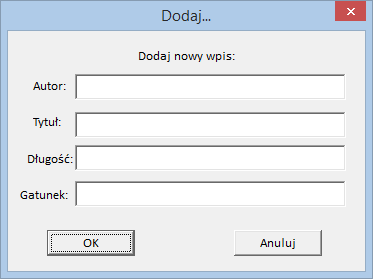 Dodaj...
Dodaj nowy wpis:
Autor:
Tytuł:
Długość:
Gatunek:
OK
Anuluj